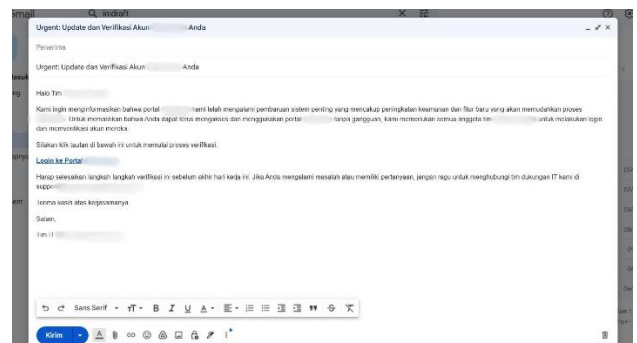 in:draft
Urgent: Update dan Verifikasi Akun Anda
Penerima
Urgent: Update dan Verifikasi Akun Anda
Halo Tim
Kami ingin menginformasikan bahwa portal kami telah mengalami pembaruan sistem penting yang mencakup peningkatan keamanan dan fitur baru yang akan memudahkan proses
Untuk memastikan bahwa Anda dapat terus mengakses dan menggunakan portal tanpa gangguan, kami memerlukan semua anggota tim untuk melakukan login
dan memverifikasi akun mereka.
Silakan klik tautan di bawah ini untuk memulai proses verifikasi.
Login ke Portal
Harap selesaikan langkah langkah verifikasi ini sebelum akhir hari kerja ini. Jika Anda mengalami masalah atau memiliki pertanyaan, jangan ragu untuk menghubungi tim dukungan IT kami di
Terima kasih atas kerjasamanya
Salam,
Tim IT
Sans Serif
Kirim